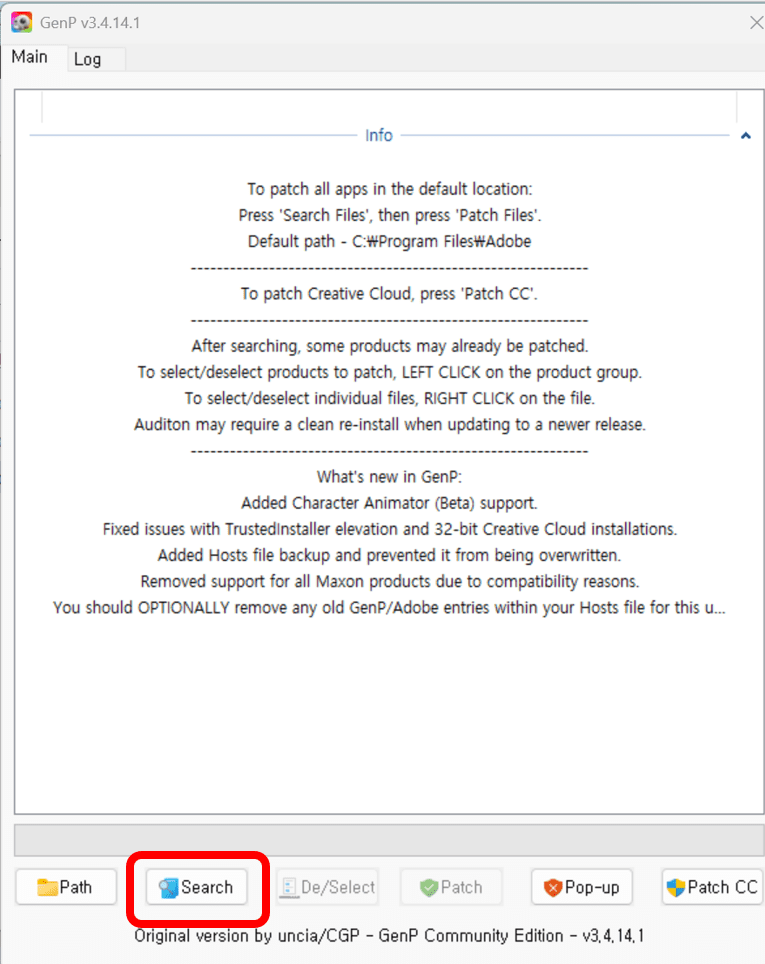 GenP v3.4.14.1
Main
Log
Info
To patch all apps in the default location:
Press 'Search Files', then press 'Patch Files'.
Default path - C:₩Program Files₩Adobe
---------------------------------------------------------------
To patch Creative Cloud, press 'Patch CC'.
---------------------------------------------------------------
After searching, some products may already be patched.
To select/deselect products to patch, LEFT CLICK on the product group.
To select/deselect individual files, RIGHT CLICK on the file.
Auditon may require a clean re-install when updating to a newer release.
---------------------------------------------------------------
What's new in GenP:
Added Character Animator (Beta) support.
Fixed issues with TrustedInstaller elevation and 32-bit Creative Cloud installations.
Added Hosts file backup and prevented it from being overwritten.
Removed support for all Maxon products due to compatibility reasons.
You should OPTIONALLY remove any old GenP/Adobe entries within your Hosts file for this u...
Path
Search
De/Select
Patch
Pop-up
Patch CC
Original version by uncia/CGP - GenP Community Edition - v3.4.14.1